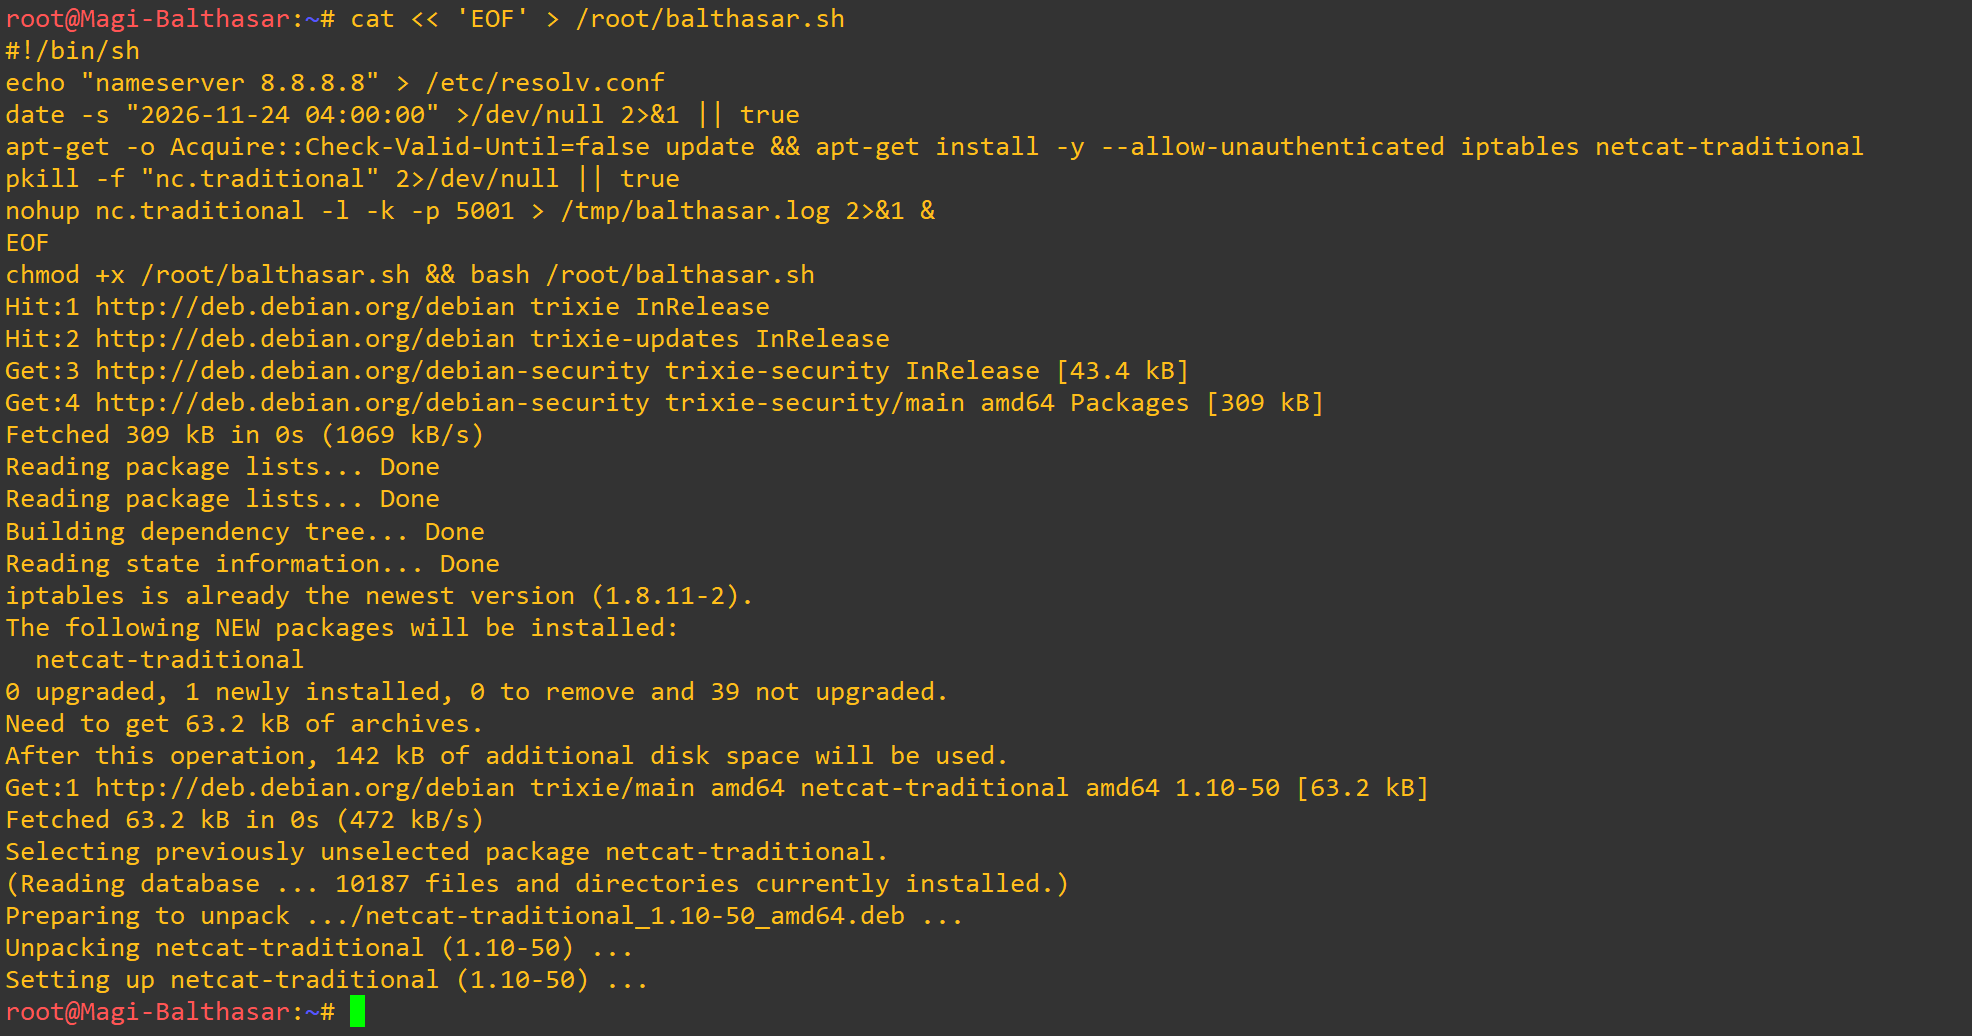 root@Magi-Balthasar:~# cat << 'EOF' > /root/balthasar.sh
#!/bin/sh
echo "nameserver 8.8.8.8" > /etc/resolv.conf
date -s "2026-11-24 04:00:00" >/dev/null 2>&1 || true
apt-get -o Acquire::Check-Valid-Until=false update && apt-get install -y --allow-unauthenticated iptables netcat-traditional
pkill -f "nc.traditional" 2>/dev/null || true
nohup nc.traditional -l -k -p 5001 > /tmp/balthasar.log 2>&1 &
EOF
chmod +x /root/balthasar.sh && bash /root/balthasar.sh
Hit:1 http://deb.debian.org/debian trixie InRelease
Hit:2 http://deb.debian.org/debian trixie-updates InRelease
Get:3 http://deb.debian.org/debian-security trixie-security InRelease [43.4 kB]
Get:4 http://deb.debian.org/debian-security trixie-security/main amd64 Packages [309 kB]
Fetched 309 kB in 0s (1069 kB/s)
Reading package lists... Done
Reading package lists... Done
Building dependency tree... Done
Reading state information... Done
iptables is already the newest version (1.8.11-2).
The following NEW packages will be installed:
  netcat-traditional
0 upgraded, 1 newly installed, 0 to remove and 39 not upgraded.
Need to get 63.2 kB of archives.
After this operation, 142 kB of additional disk space will be used.
Get:1 http://deb.debian.org/debian trixie/main amd64 netcat-traditional amd64 1.10-50 [63.2 kB]
Fetched 63.2 kB in 0s (472 kB/s)
Selecting previously unselected package netcat-traditional.
(Reading database ... 10187 files and directories currently installed.)
Preparing to unpack .../netcat-traditional_1.10-50_amd64.deb ...
Unpacking netcat-traditional (1.10-50) ...
Setting up netcat-traditional (1.10-50) ...
root@Magi-Balthasar:~#